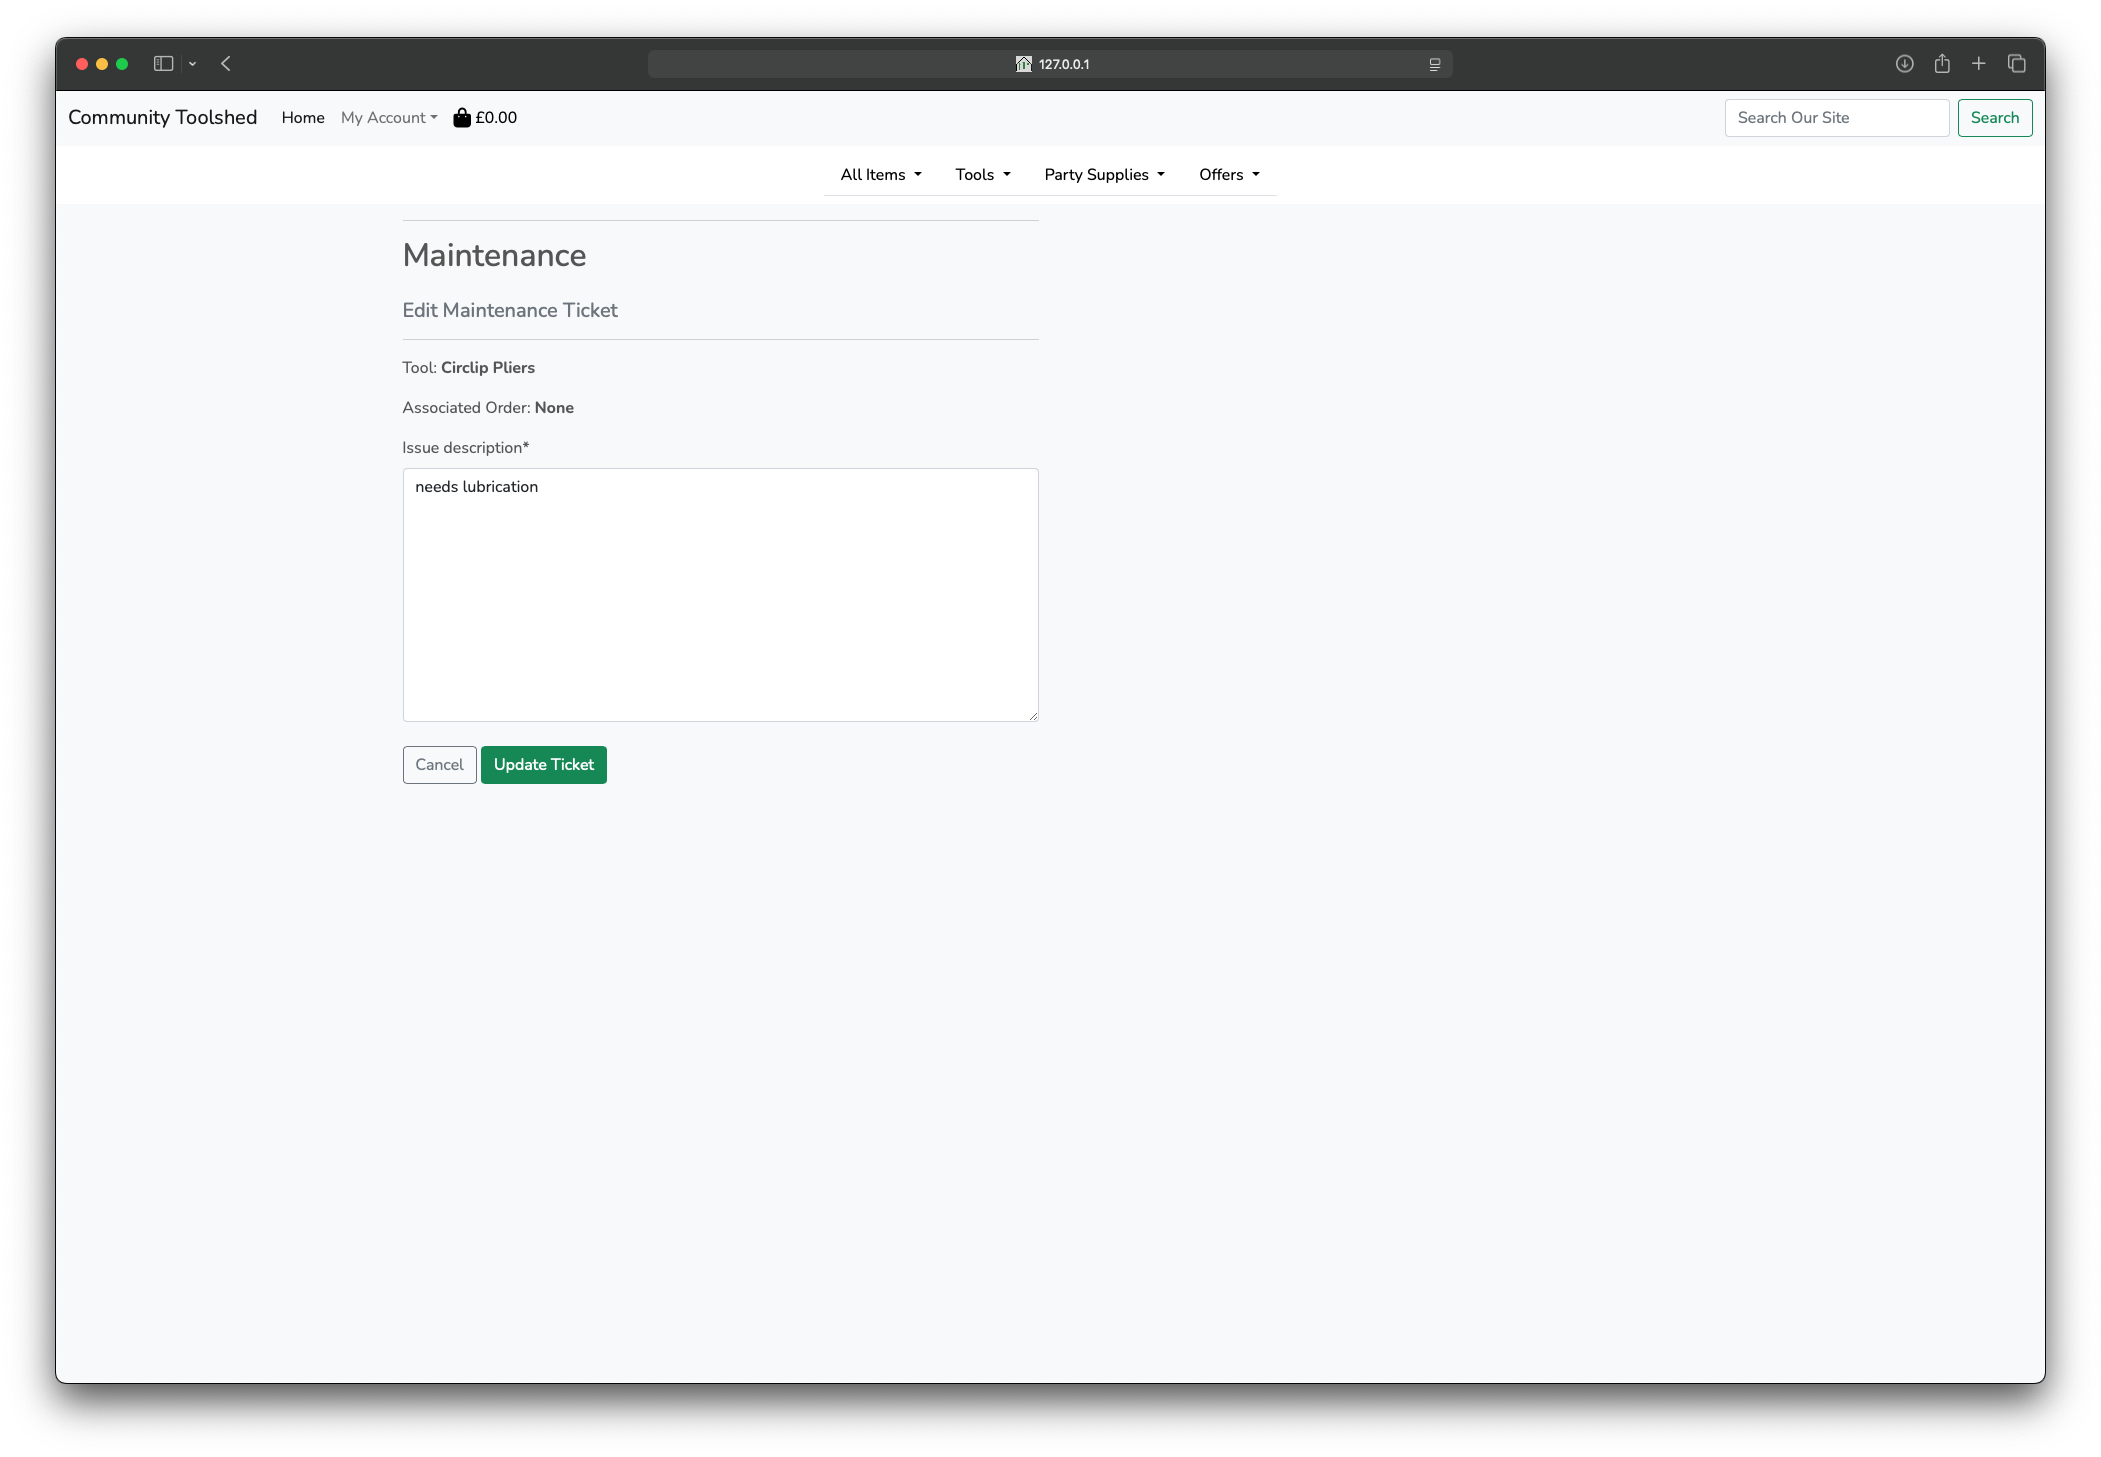 127.0.0.1
Community Toolshed Home My Account £0.00 Search Our Site Search
All Items Tools Party Supplies Offers
Maintenance
Edit Maintenance Ticket
Tool: Circlip Pliers
Associated Order: None
Issue description*
needs lubrication
Cancel Update Ticket